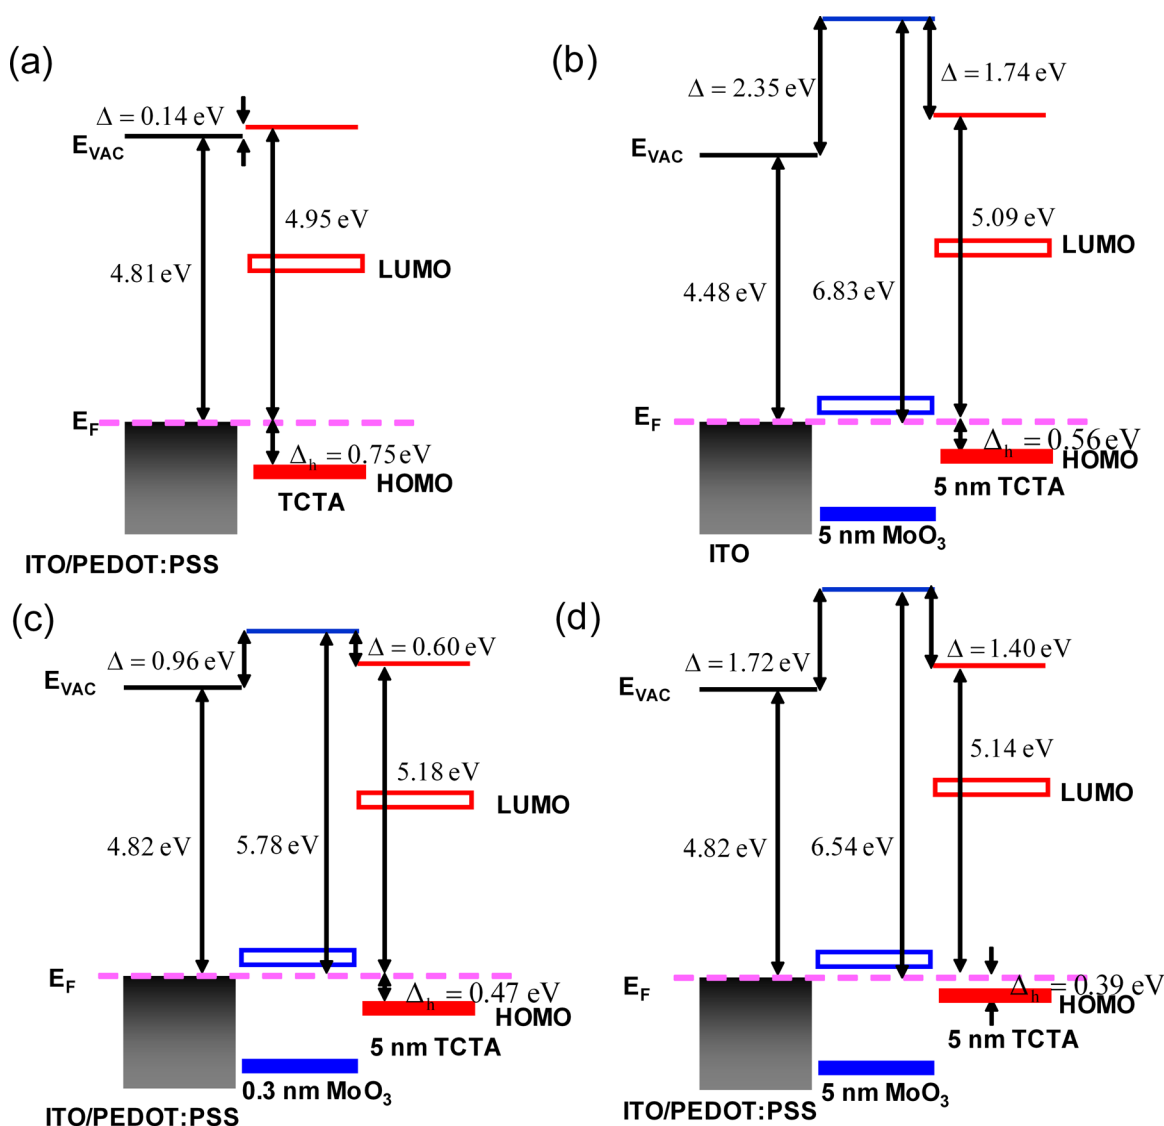 (a)
Δ = 0.14 eV
E_VAC
4.95 eV
4.81 eV
LUMO
E_F
Δ_h = 0.75 eV
HOMO
TCTA
ITO/PEDOT:PSS
(b)
Δ = 2.35 eV
Δ = 1.74 eV
E_VAC
5.09 eV
LUMO
4.48 eV
6.83 eV
E_F
Δ_h = 0.56 eV
HOMO
5 nm TCTA
5 nm MoO₃
ITO
(c)
Δ = 0.96 eV
Δ = 0.60 eV
E_VAC
5.18 eV
LUMO
4.82 eV
5.78 eV
E_F
Δ_h = 0.47 eV
HOMO
5 nm TCTA
0.3 nm MoO₃
ITO/PEDOT:PSS
(d)
Δ = 1.72 eV
Δ = 1.40 eV
E_VAC
5.14 eV
LUMO
4.82 eV
6.54 eV
E_F
Δ_h = 0.39 eV
HOMO
5 nm TCTA
5 nm MoO₃
ITO/PEDOT:PSS